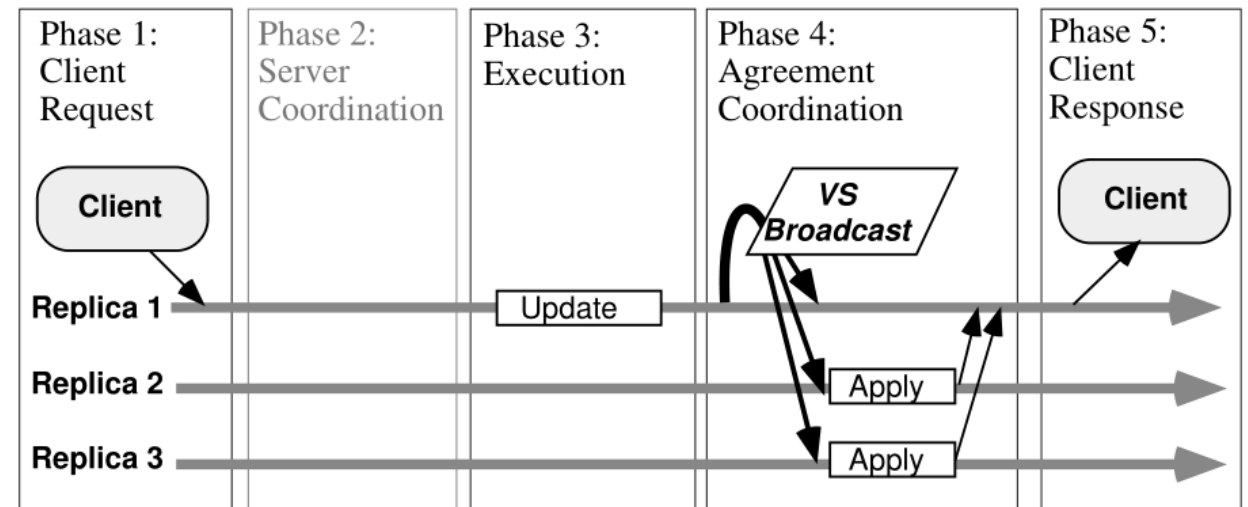 Phase 1:
Client
Request
Phase 2:
Server
Coordination
Phase 3:
Execution
Phase 4:
Agreement
Coordination
Phase 5:
Client
Response
Client
VS
Broadcast
Client
Replica 1
Update
Replica 2
Apply
Replica 3
Apply